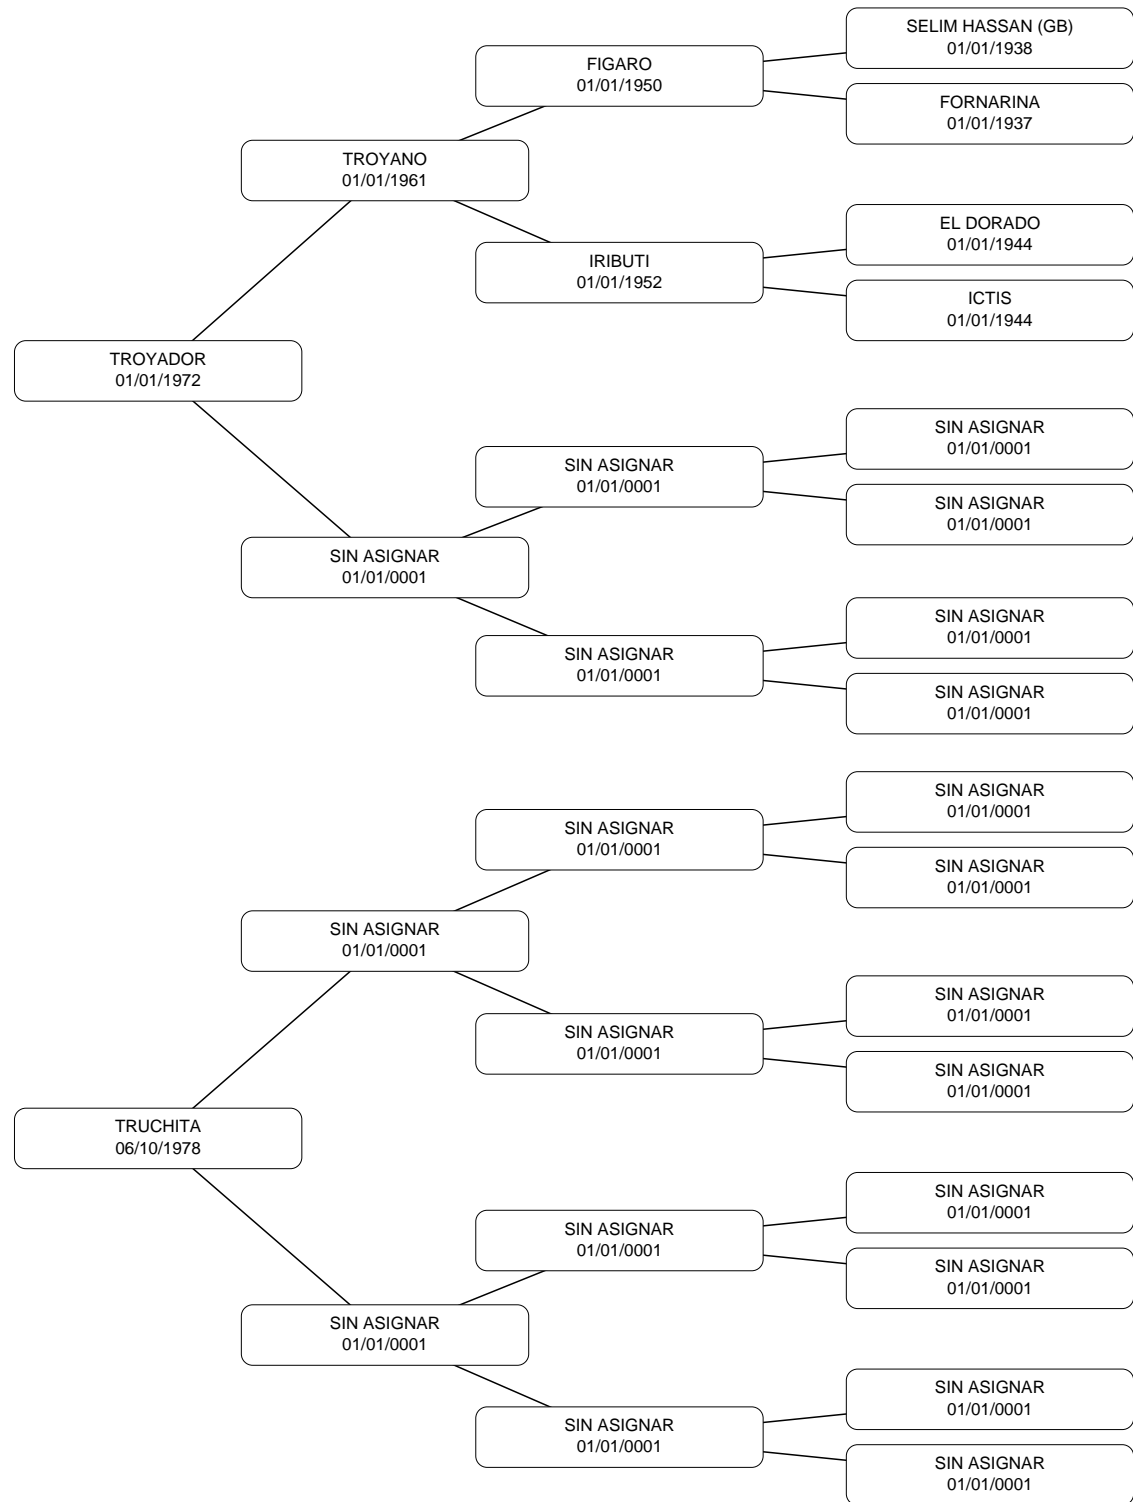 SELIM HASSAN (GB)
01/01/1938
FIGARO
01/01/1950
FORNARINA
01/01/1937
TROYANO
01/01/1961
EL DORADO
01/01/1944
IRIBUTI
01/01/1952
ICTIS
01/01/1944
TROYADOR
01/01/1972
SIN ASIGNAR
01/01/0001
SIN ASIGNAR
01/01/0001
SIN ASIGNAR
01/01/0001
SIN ASIGNAR
01/01/0001
SIN ASIGNAR
01/01/0001
SIN ASIGNAR
01/01/0001
SIN ASIGNAR
01/01/0001
SIN ASIGNAR
01/01/0001
SIN ASIGNAR
01/01/0001
SIN ASIGNAR
01/01/0001
SIN ASIGNAR
01/01/0001
SIN ASIGNAR
01/01/0001
SIN ASIGNAR
01/01/0001
SIN ASIGNAR
01/01/0001
TRUCHITA
06/10/1978
SIN ASIGNAR
01/01/0001
SIN ASIGNAR
01/01/0001
SIN ASIGNAR
01/01/0001
SIN ASIGNAR
01/01/0001
SIN ASIGNAR
01/01/0001
SIN ASIGNAR
01/01/0001
SIN ASIGNAR
01/01/0001